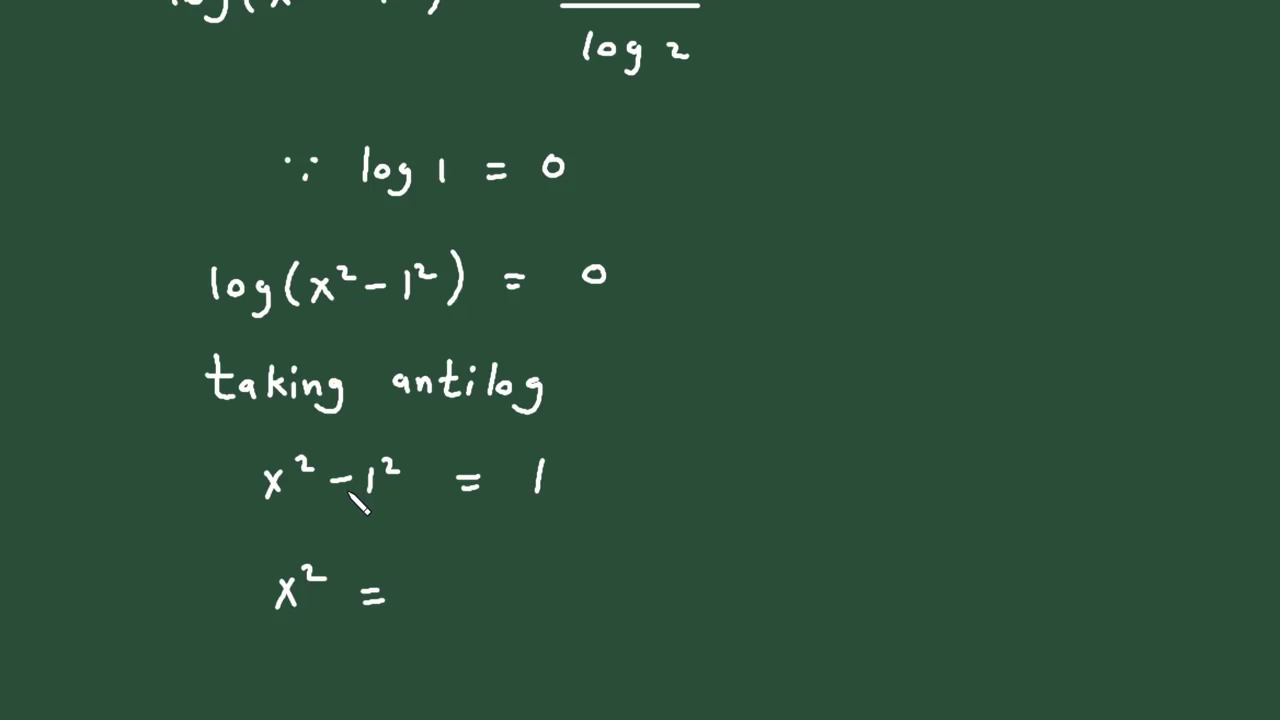 log 2
∵ log 1 = 0
log(x² - 1²) = 0
taking antilog
x² - 1² = 1
x² =